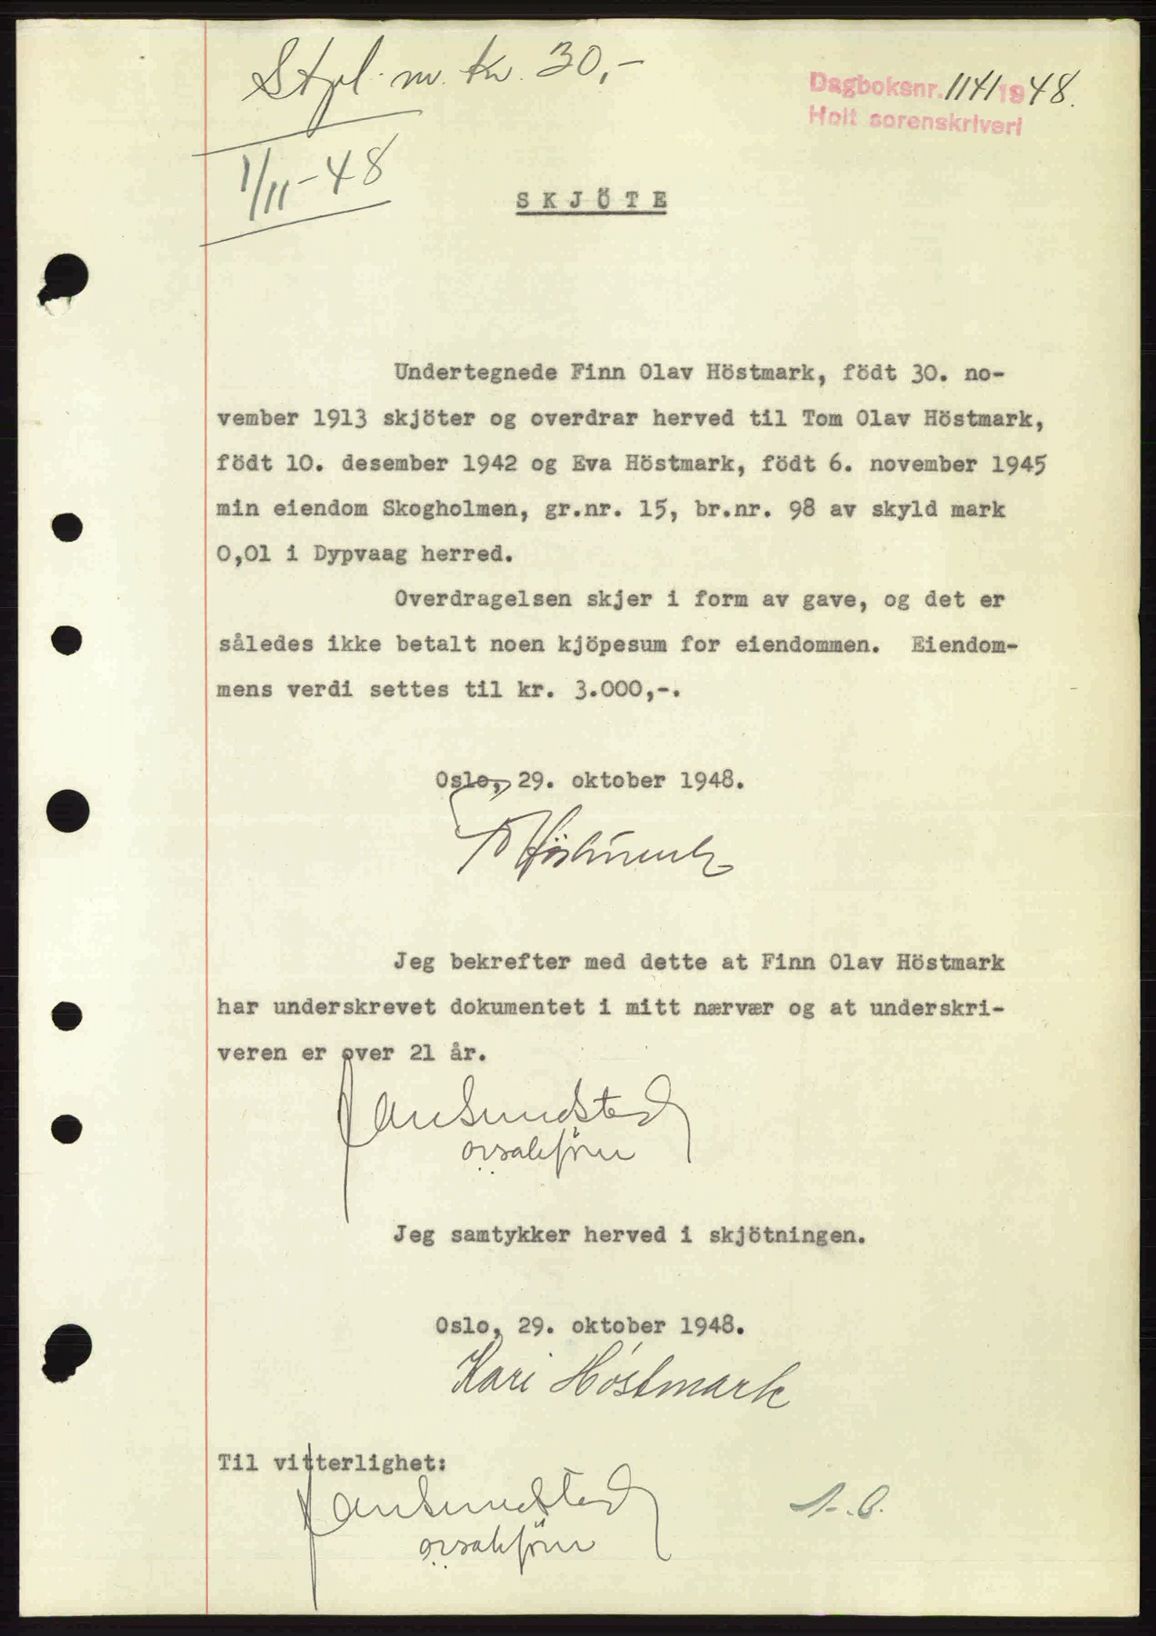 Stpl. m. kr. 30,-
Dagboksnr. 1141 1948.
Holt sorenskriveri
1/11-48
SKJÖTE
Undertegnede Finn Olav Höstmark, född 30. no-
vember 1913 skjöter og overdrar herved til Tom Olav Höstmark,
född 10. desember 1942 og Eva Höstmark, född 6. november 1945
min eiendom Skogholmen, gr.nr. 15, br.nr. 98 av skyld mark
0,01 i Dypvaag herred.
Overdragelsen skjer i form av gave, og det er
således ikke betalt noen kjöpesum for eiendommen. Eiendom-
mens verdi settes til kr. 3.000,-.
Oslo, 29. oktober 1948.
Höstmark
Jeg bekrefter med dette at Finn Olav Höstmark
har underskrevet dokumentet i mitt nærvær og at underskri-
veren er over 21 år.
Jan Sundsted
orsakförer
Jeg samtykker herved i skjötningen.
Oslo, 29. oktober 1948.
Kari Höstmark
Til vitterlighet:
Jan Sundsted